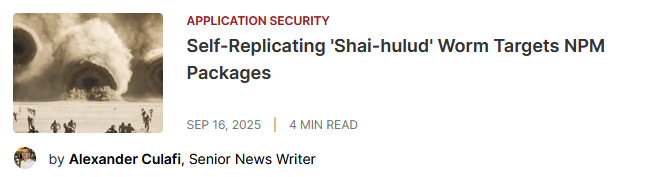 APPLICATION SECURITY
Self-Replicating 'Shai-hulud' Worm Targets NPM
Packages
SEP 16, 2025 | 4 MIN READ
by Alexander Culafi, Senior News Writer